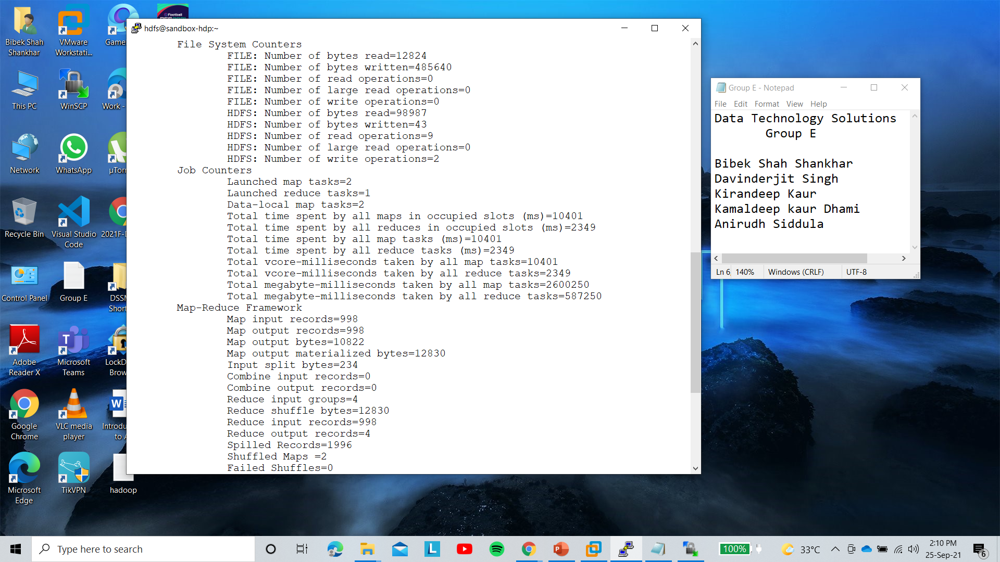 Bibek Shah
Shankhar
VMware
Workstati...
Game
Football
This PC
WinSCP
Work -
Network
WhatsApp
µTorr
Recycle Bin
Visual Studio
Code
2021F-
Control Panel
Group E
DSSM
Short
Adobe
Reader X
Microsoft
Teams
LockD
Brow
Google
Chrome
VLC media
player
Introdu
to A
Microsoft
Edge
TikVPN
hadoop
hdfs@sandbox-hdp:~
File System Counters
FILE: Number of bytes read=12824
FILE: Number of bytes written=485640
FILE: Number of read operations=0
FILE: Number of large read operations=0
FILE: Number of write operations=0
HDFS: Number of bytes read=98987
HDFS: Number of bytes written=43
HDFS: Number of read operations=9
HDFS: Number of large read operations=0
HDFS: Number of write operations=2
Job Counters
Launched map tasks=2
Launched reduce tasks=1
Data-local map tasks=2
Total time spent by all maps in occupied slots (ms)=10401
Total time spent by all reduces in occupied slots (ms)=2349
Total time spent by all map tasks (ms)=10401
Total time spent by all reduce tasks (ms)=2349
Total vcore-milliseconds taken by all map tasks=10401
Total vcore-milliseconds taken by all reduce tasks=2349
Total megabyte-milliseconds taken by all map tasks=2600250
Total megabyte-milliseconds taken by all reduce tasks=587250
Map-Reduce Framework
Map input records=998
Map output records=998
Map output bytes=10822
Map output materialized bytes=12830
Input split bytes=234
Combine input records=0
Combine output records=0
Reduce input groups=4
Reduce shuffle bytes=12830
Reduce input records=998
Reduce output records=4
Spilled Records=1996
Shuffled Maps =2
Failed Shuffles=0
Group E - Notepad
File Edit Format View Help
Data Technology Solutions
Group E
Bibek Shah Shankhar
Davinderjit Singh
Kirandeep Kaur
Kamaldeep kaur Dhami
Anirudh Siddula
Ln 6 140% Windows (CRLF) UTF-8
Type here to search
100%
33°C
2:10 PM
25-Sep-21
6